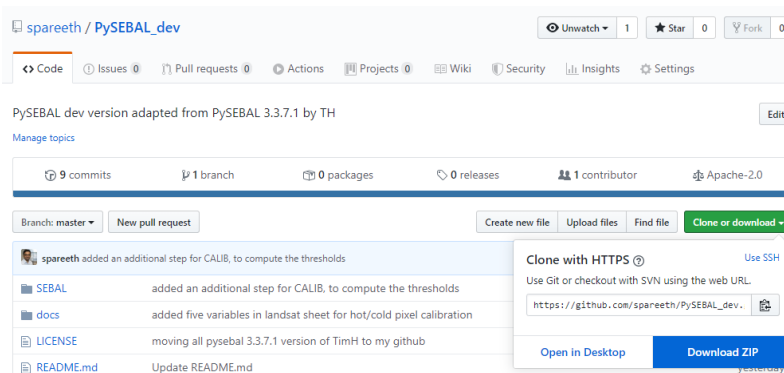 spareeth / PySEBAL_dev
Unwatch 1 Star 0 Fork 0
Code Issues 0 Pull requests 0 Actions Projects 0 Wiki Security Insights Settings
PySEBAL dev version adapted from PySEBAL 3.3.7.1 by TH
Edit
Manage topics
9 commits 1 branch 0 packages 0 releases 1 contributor Apache-2.0
Branch: master New pull request Create new file Upload files Find file Clone or download
spareeth added an additional step for CALIB, to compute the thresholds
SEBAL added an additional step for CALIB, to compute the thresholds
docs added five variables in landsat sheet for hot/cold pixel calibration
LICENSE moving all pysebal 3.3.7.1 version of TimH to my github
README.md Update README.md
yesterday
Clone with HTTPS Use SSH
Use Git or checkout with SVN using the web URL.
https://github.com/spareeth/PySEBAL_dev.
Open in Desktop Download ZIP